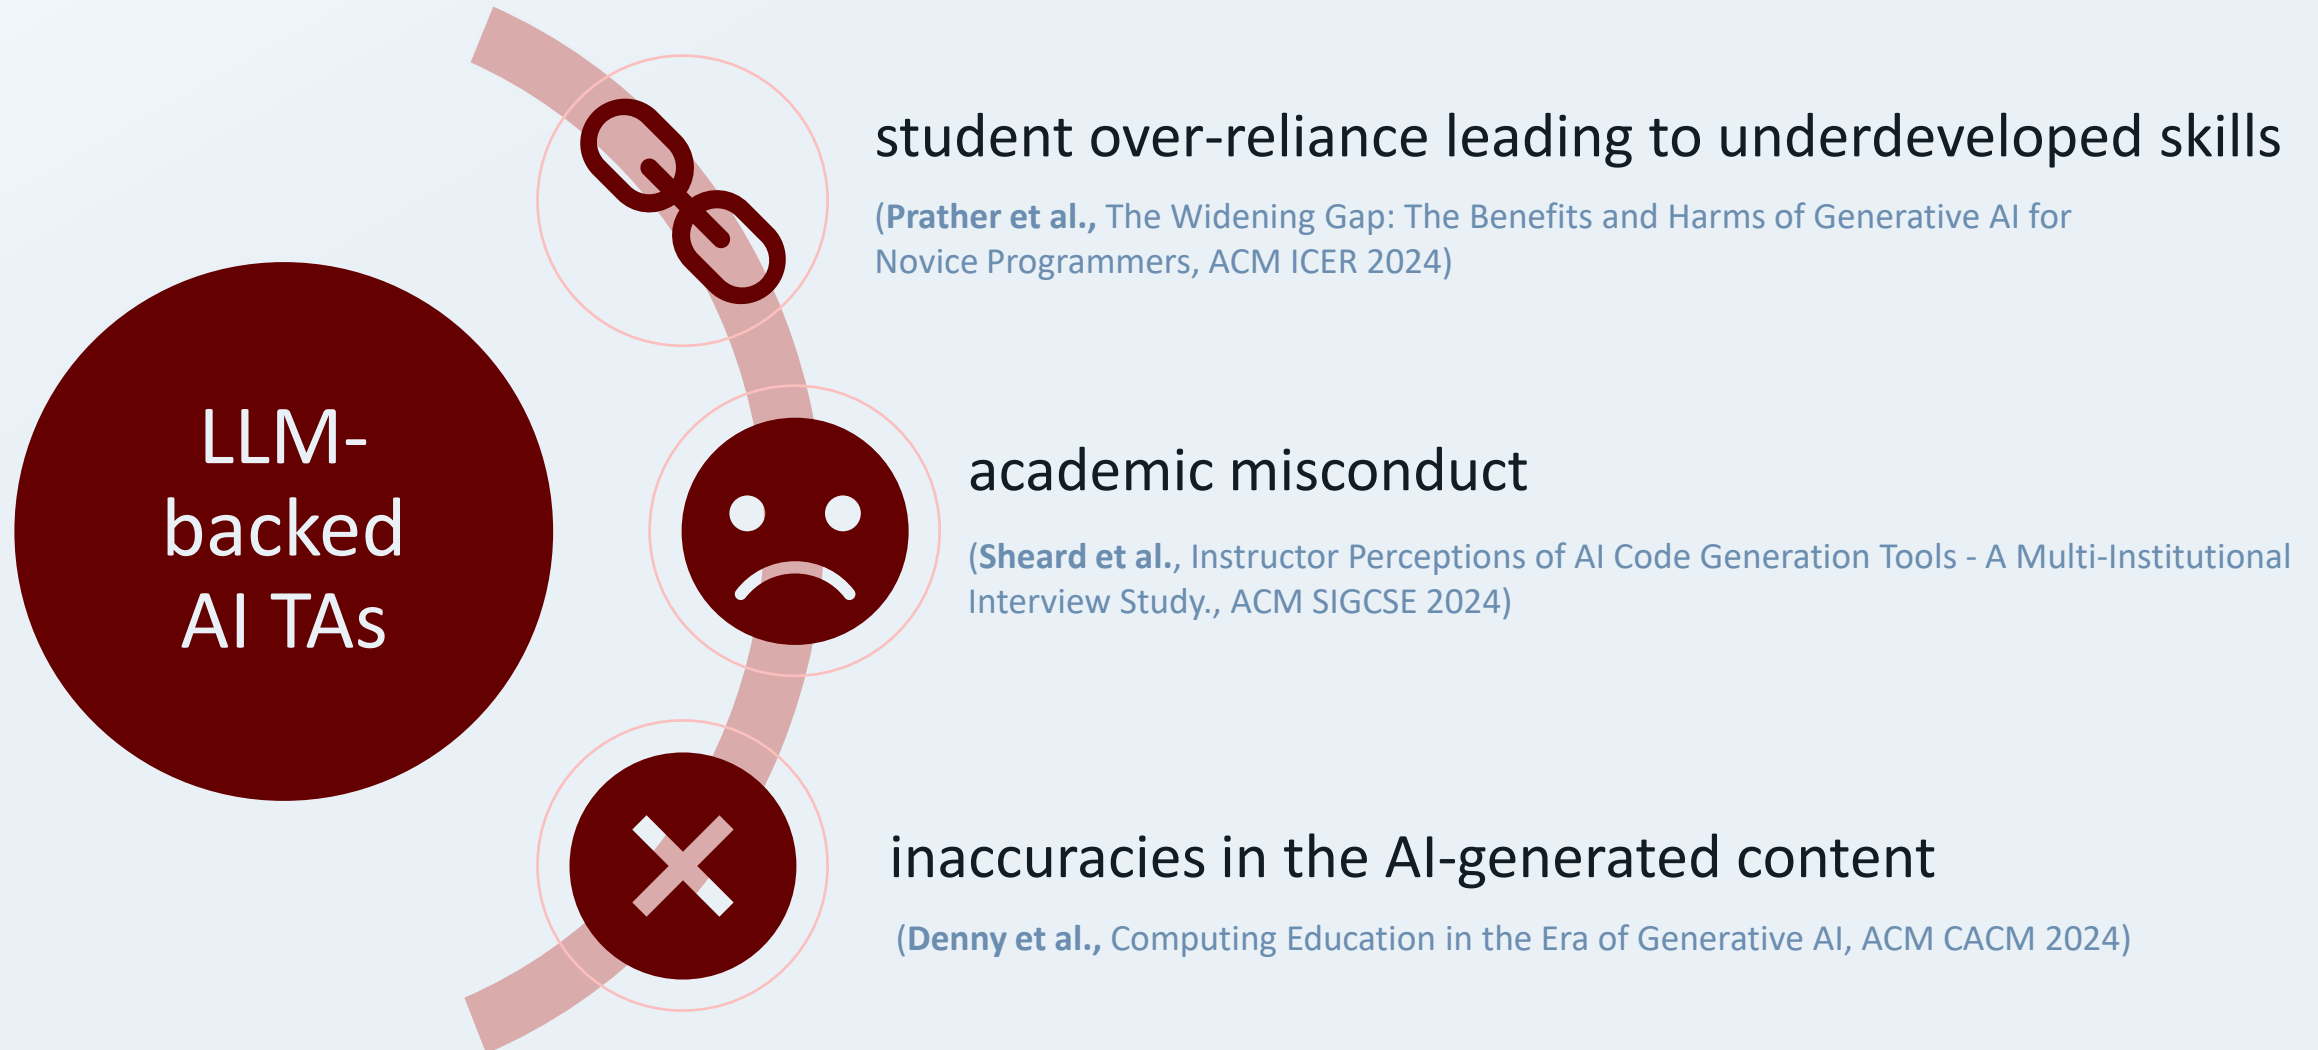 LLM-
backed
AI TAs
student over-reliance leading to underdeveloped skills
(Prather et al., The Widening Gap: The Benefits and Harms of Generative AI for
Novice Programmers, ACM ICER 2024)
academic misconduct
(Sheard et al., Instructor Perceptions of AI Code Generation Tools - A Multi-Institutional
Interview Study., ACM SIGCSE 2024)
inaccuracies in the AI-generated content
(Denny et al., Computing Education in the Era of Generative AI, ACM CACM 2024)